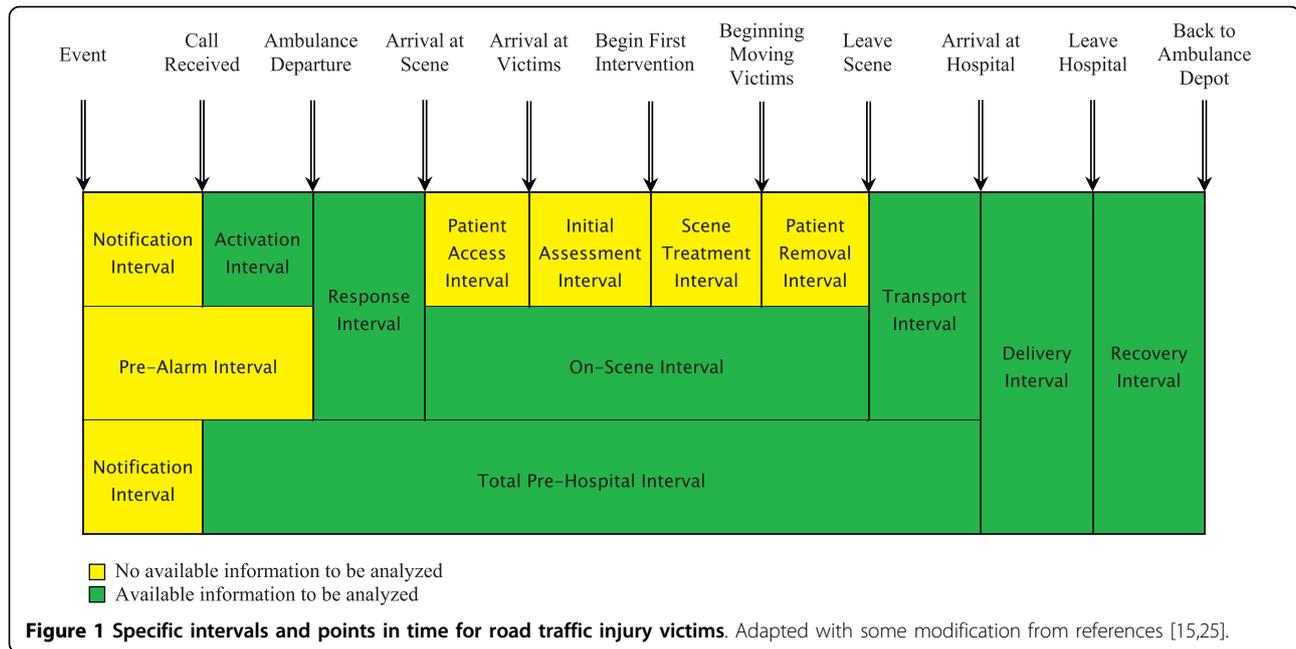 Event
Call
Received
Ambulance
Departure
Arrival at
Scene
Arrival at
Victims
Begin First
Intervention
Beginning
Moving
Victims
Leave
Scene
Arrival at
Hospital
Leave
Hospital
Back to
Ambulance
Depot
Notification
Interval
Activation
Interval
Response
Interval
Patient
Access
Interval
Initial
Assessment
Interval
Scene
Treatment
Interval
Patient
Removal
Interval
Transport
Interval
Delivery
Interval
Recovery
Interval
Pre-Alarm Interval
On-Scene Interval
Notification
Interval
Total Pre-Hospital Interval
No available information to be analyzed
Available information to be analyzed
Figure 1 Specific intervals and points in time for road traffic injury victims. Adapted with some modification from references [15,25].